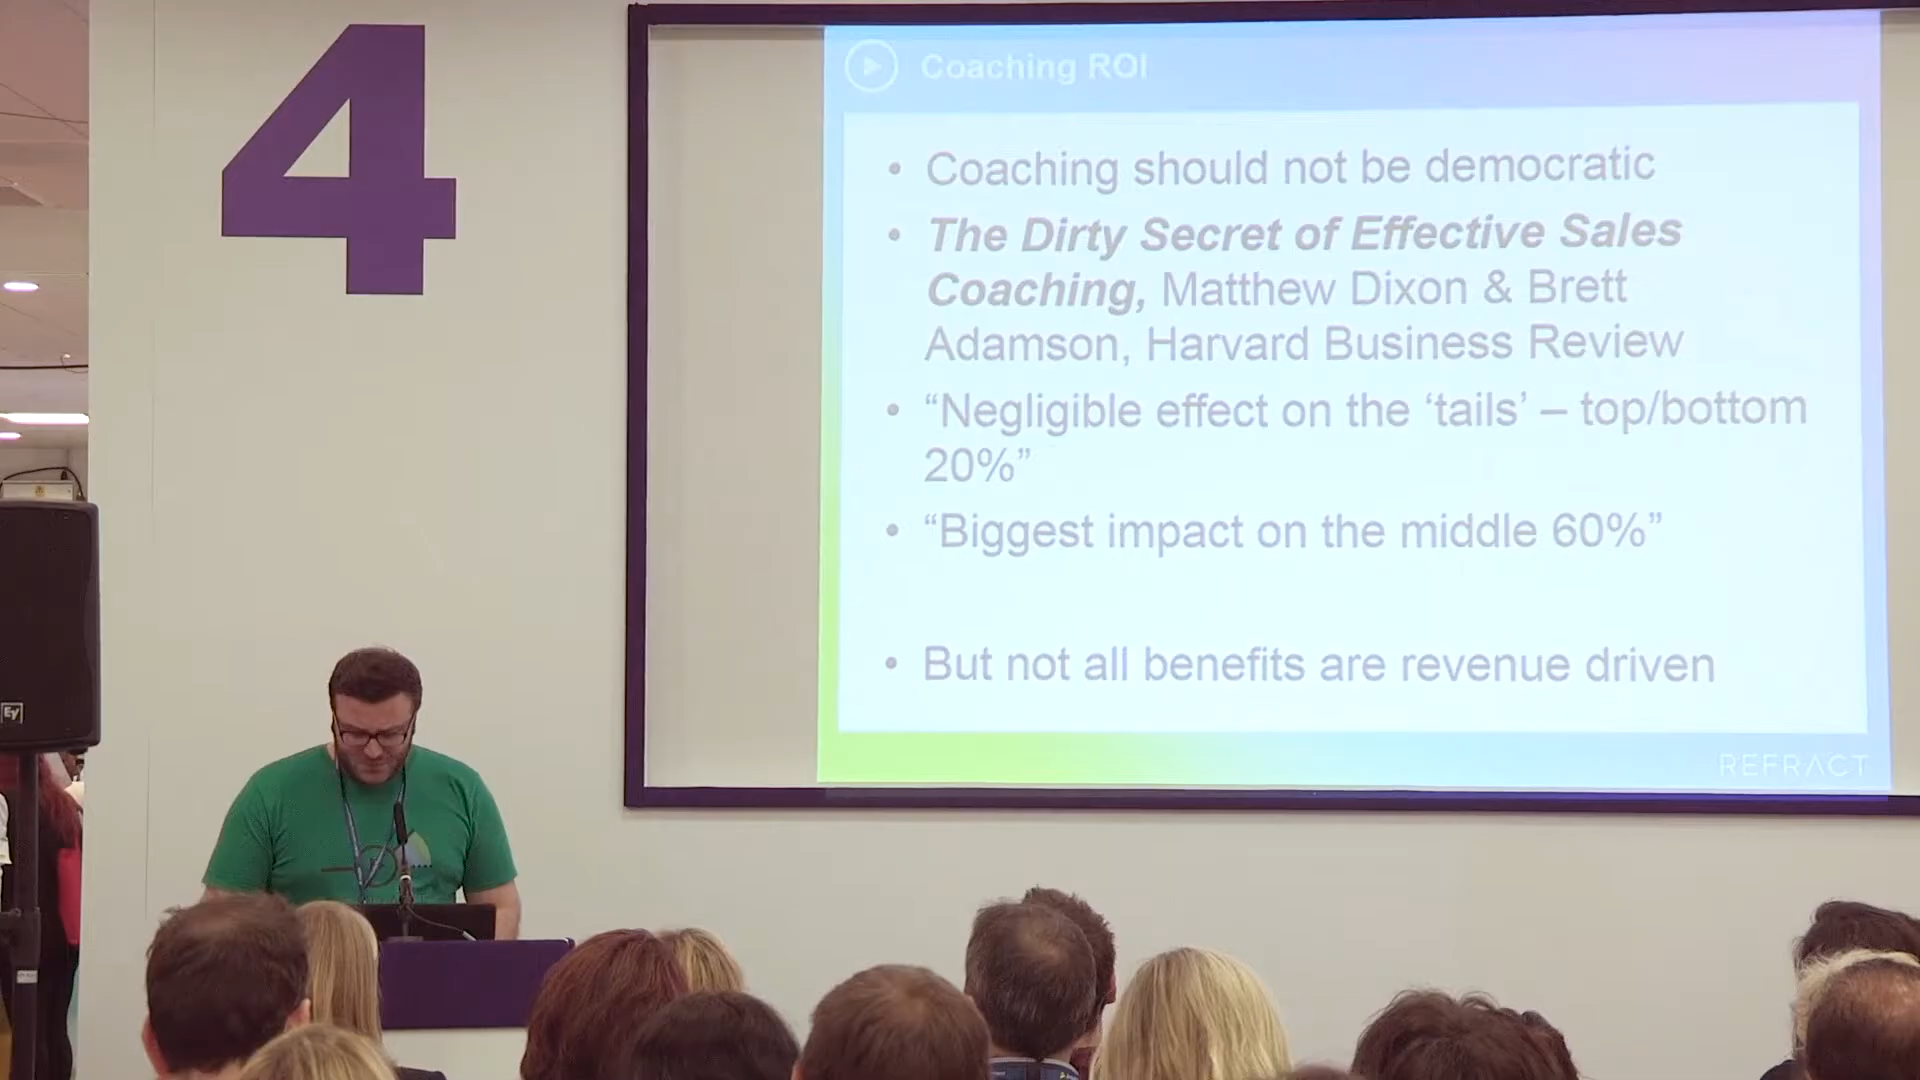 4
Coaching ROI
• Coaching should not be democratic
• The Dirty Secret of Effective Sales
Coaching, Matthew Dixon & Brett
Adamson, Harvard Business Review
• “Negligible effect on the ‘tails’ – top/bottom
20%”
• “Biggest impact on the middle 60%”
• But not all benefits are revenue driven
REFRACT
EV